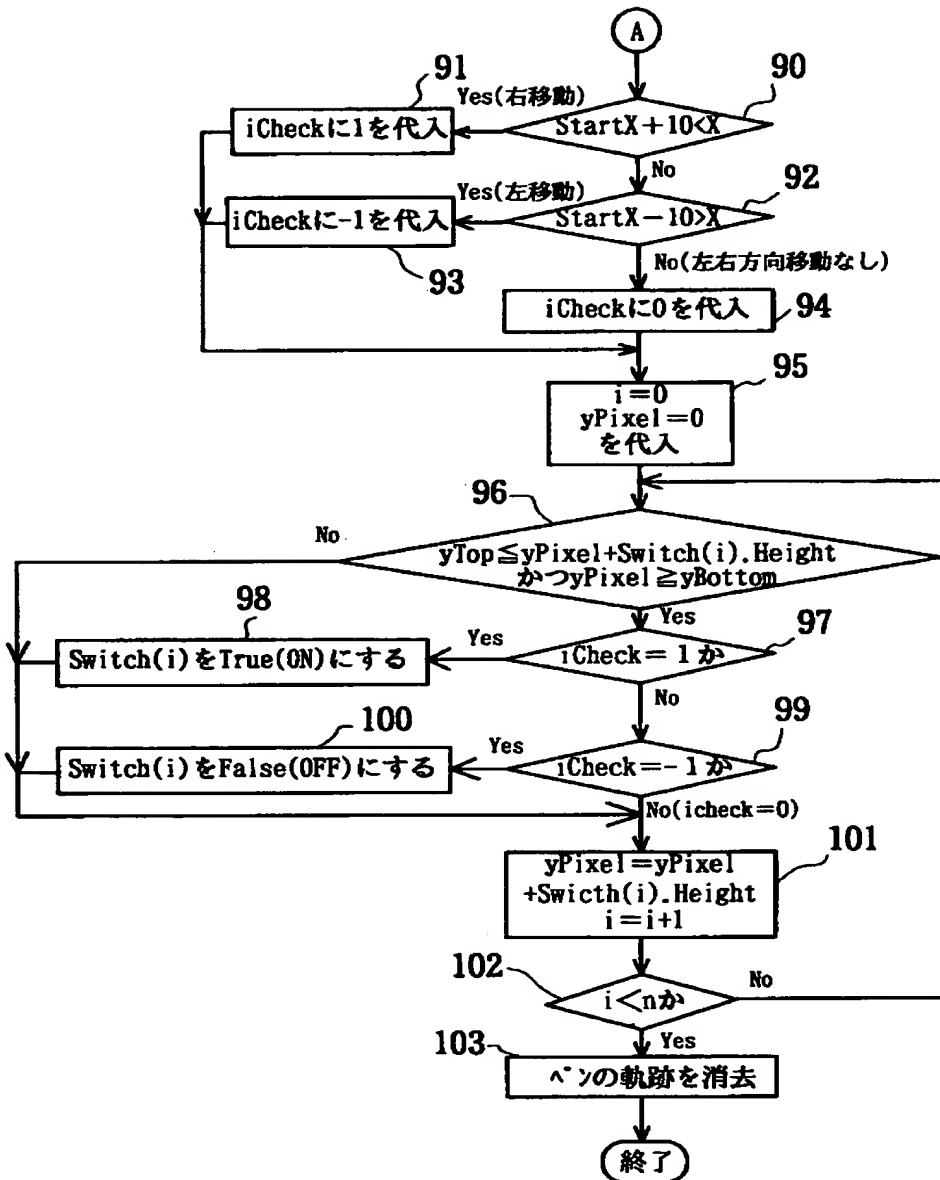 A
90
StartX+10<X
Yes(右移動)
91
iCheckに1を代入
No
92
StartX-10>X
Yes(左移動)
iCheckに-1を代入
93
No(左右方向移動なし)
iCheckに0を代入
94
95
i=0
yPixel=0
を代入
96
No
yTop≦yPixel+Switch(i).Height
かつyPixel≧yBottom
Yes
97
iCheck=1か
Yes
98
Switch(i)をTrue(ON)にする
No
99
iCheck=-1か
Yes
100
Switch(i)をFalse(OFF)にする
No(icheck=0)
101
yPixel=yPixel
+Swicth(i).Height
i=i+1
102
i<nか
No
Yes
103
ペンの軌跡を消去
終了